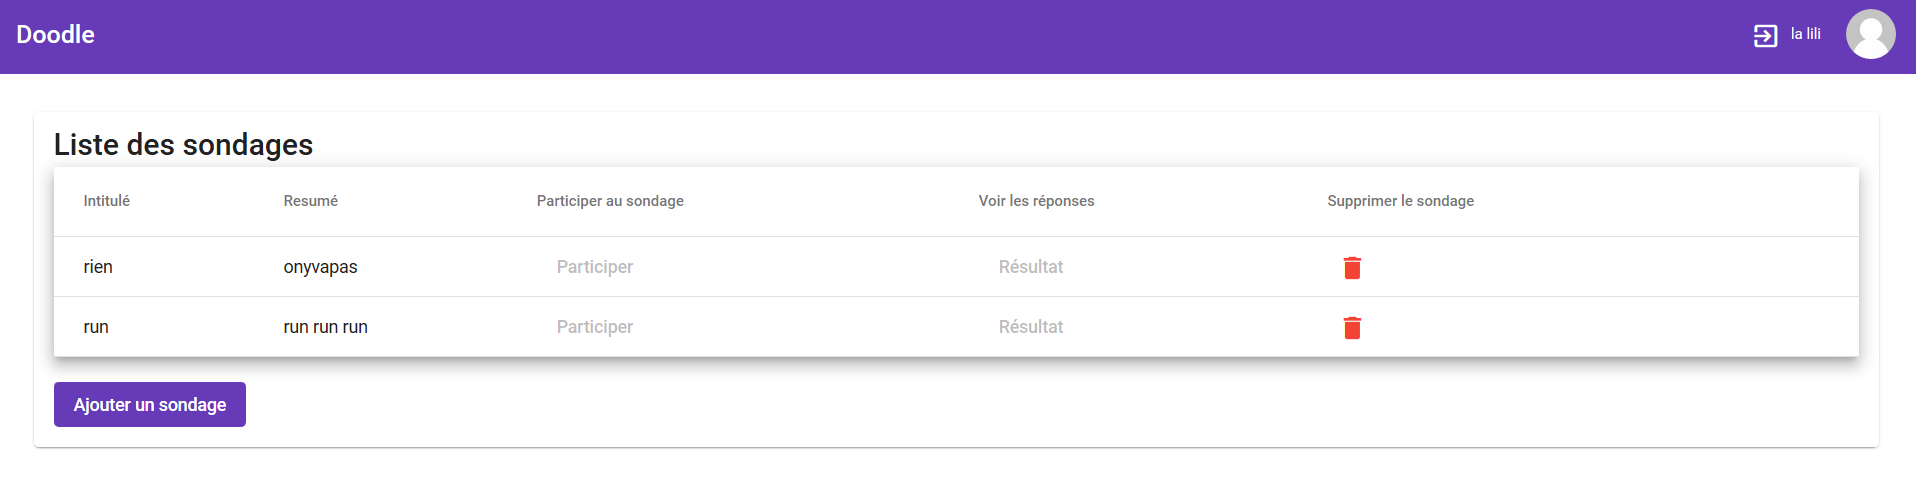 Doodle
la lili
Liste des sondages
Intitulé Resumé Participer au sondage Voir les réponses Supprimer le sondage
rien onyvapas Participer Résultat
run run run run Participer Résultat
Ajouter un sondage